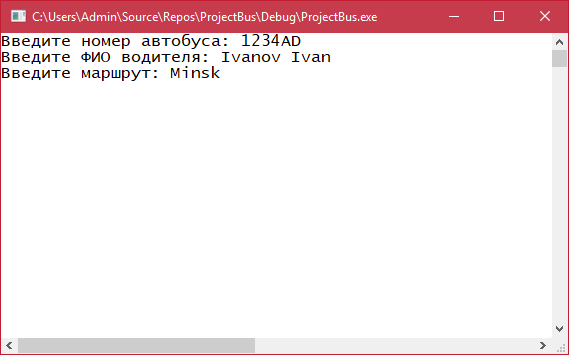 C:\Users\Admin\Source\Repos\ProjectBus\Debug\ProjectBus.exe
Введите номер автобуса: 1234AD
Введите ФИО водителя: Ivanov Ivan
Введите маршрут: Minsk